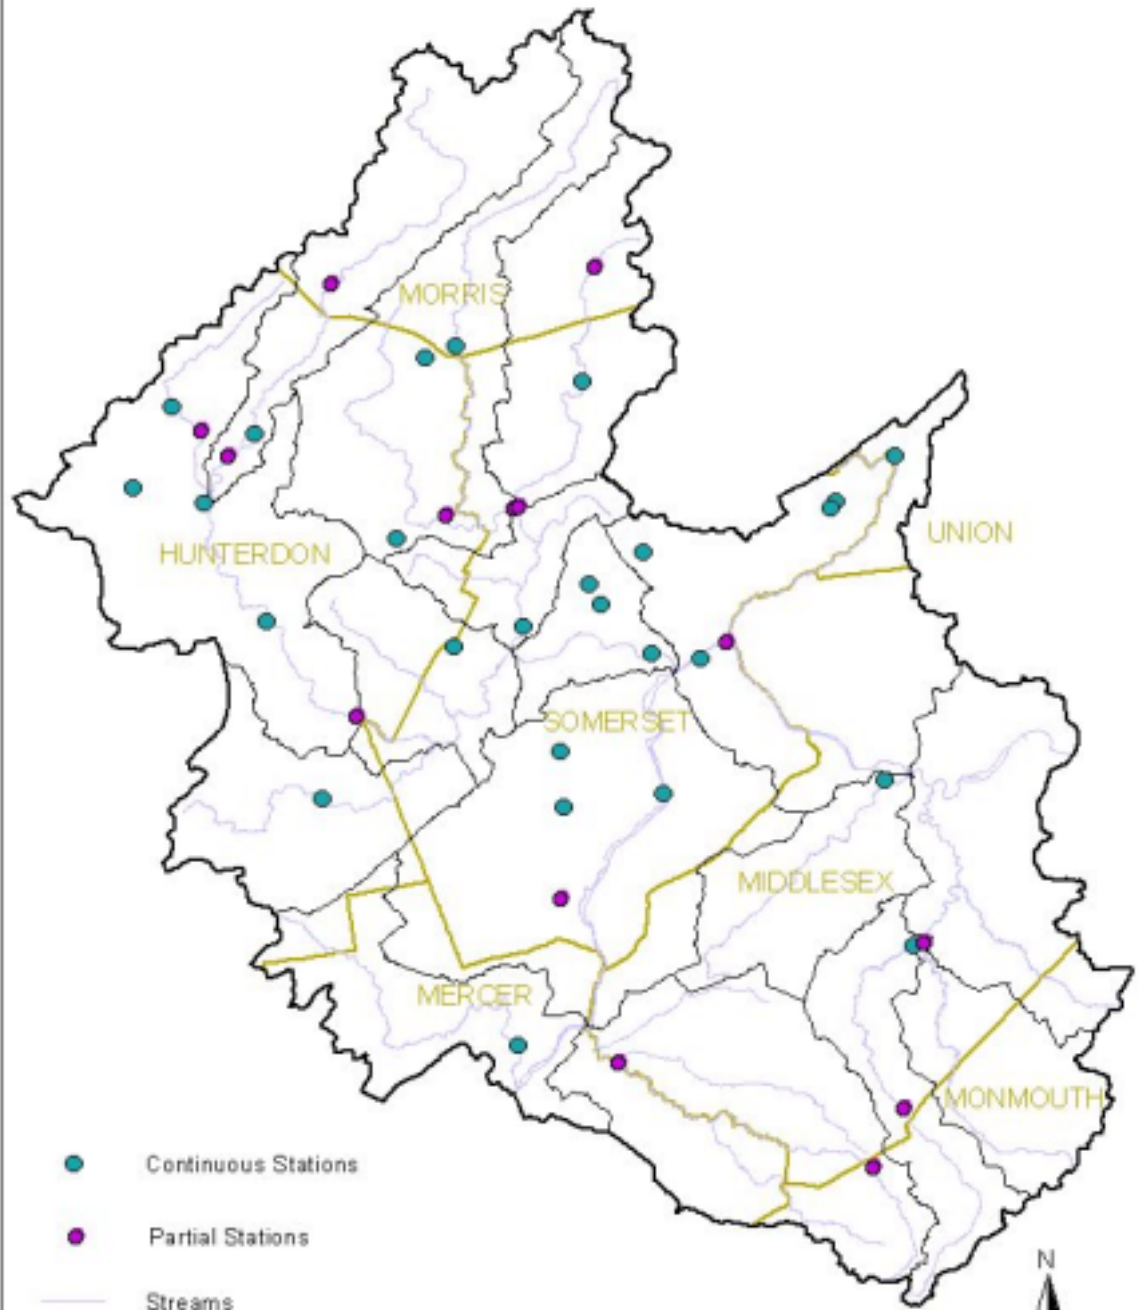 MORRIS
HUNTERDON
UNION
SOMERSET
MIDDLESEX
MERCER
MONMOUTH
Continuous Stations
Partial Stations
Streams
N